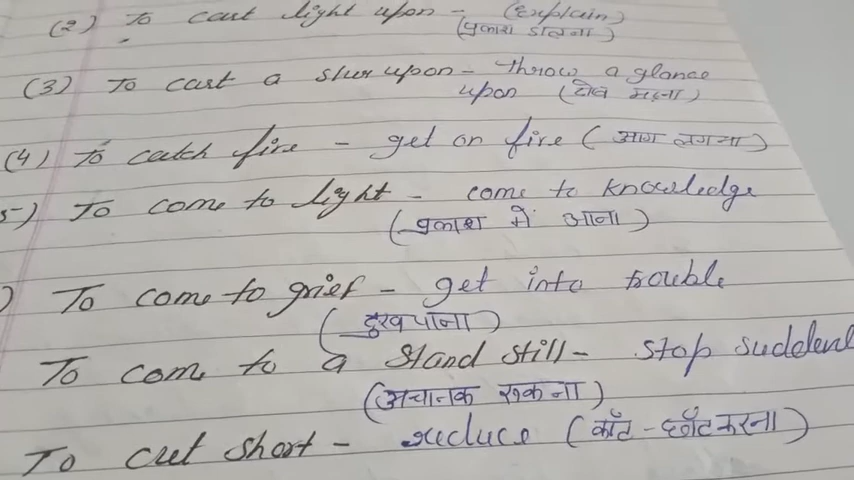 (2) To cast light upon - (Explain)
(प्रकाश डालना)
(3) To cast a slur upon - Throw a glance
upon (दोष मढ़ना)
(4) To catch fire - get on fire (आग लगना)
5) To come to light - come to knowledge
(प्रकाश में आना)
) To come to grief - get into trouble
(दुख पाना)
To come to a stand still - stop suddenl
(अचानक रुकना)
To cut short - reduce (काँट-छाँट करना)